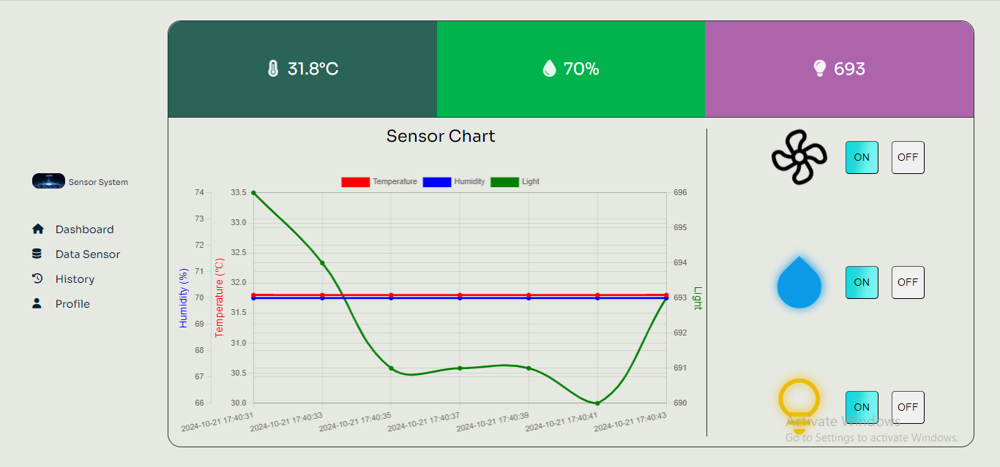 31.8°C
70%
693
Sensor System
Dashboard
Data Sensor
History
Profile
Sensor Chart
Temperature
Humidity
Light
Humidity (%)
74
73
72
71
70
69
68
67
66
Temperature (°C)
33.5
33.0
32.5
32.0
31.5
31.0
30.5
30.0
696
695
694
693
692
691
690
Light
2024-10-21 17:40:31
2024-10-21 17:40:33
2024-10-21 17:40:35
2024-10-21 17:40:37
2024-10-21 17:40:39
2024-10-21 17:40:41
2024-10-21 17:40:43
ON OFF
ON OFF
ON OFF
Activate Windows
Go to Settings to activate Windows.